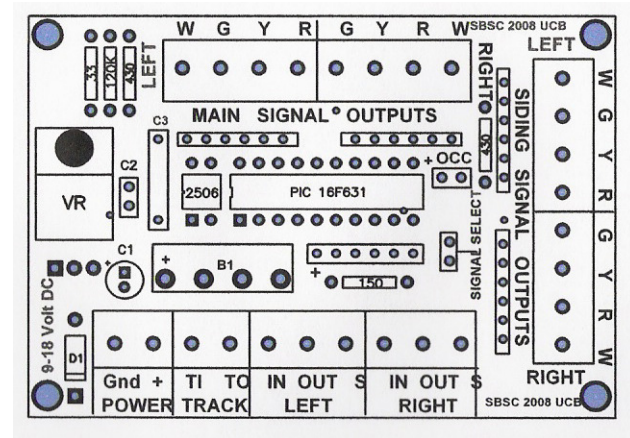 W G Y R G Y R W SBSC 2008 UCB
LEFT
33 120K 430 LEFT
RIGHT
W G Y R
MAIN SIGNAL OUTPUTS
C3
430
SIDING SIGNAL OUTPUTS
+ OCC
C2
VR
2506 PIC 16F631
SIGNAL SELECT
G Y R W
C1
+
+ B1
+ 150
9-18 Volt DC
D1
Gnd + TI TO IN OUT S IN OUT S
RIGHT
POWER TRACK LEFT RIGHT SBSC 2008 UCB